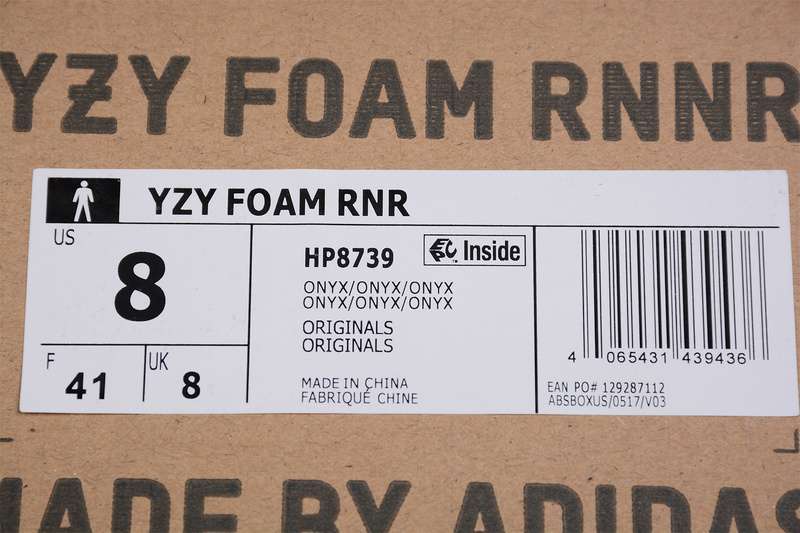 YZY FOAM RNNR
YZY FOAM RNR
US
8
F
41
UK
8
HP8739
Inside
ONYX/ONYX/ONYX
ONYX/ONYX/ONYX
ORIGINALS
ORIGINALS
MADE IN CHINA
FABRIQUÉ CHINE
4 065431 439436
EAN PO# 129287112
ABSBOXUS/0517/V03
MADE BY ADIDAS